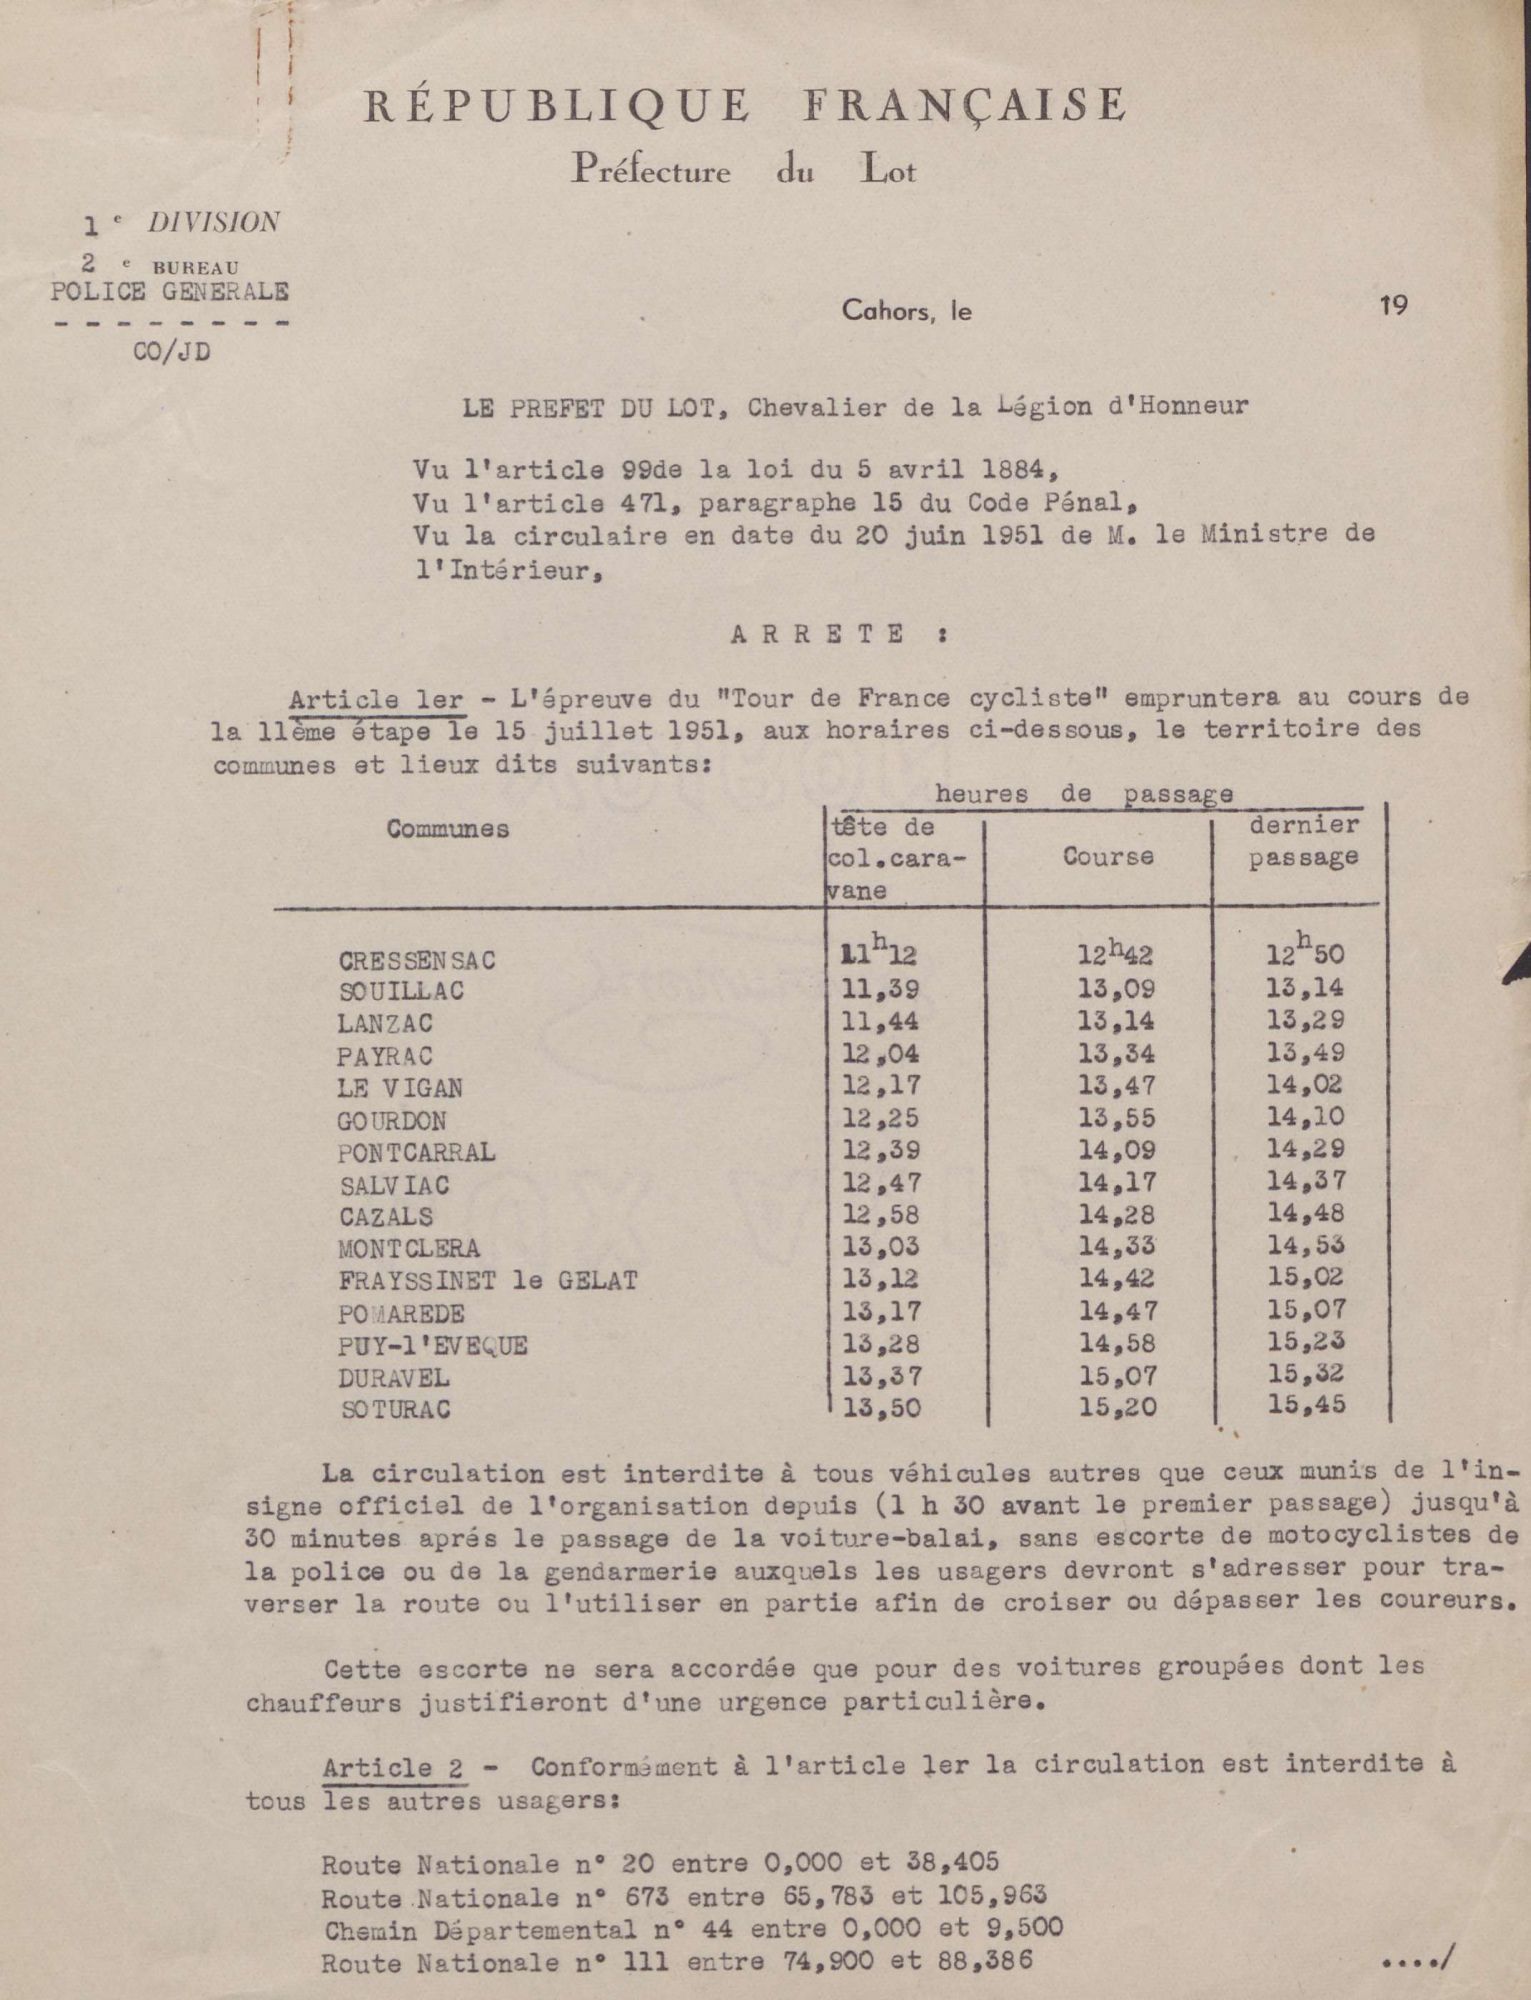 RÉPUBLIQUE FRANÇAISE
Préfecture du Lot
1 e DIVISION
2 e BUREAU
POLICE GENERALE
- - - - - - - -
CO/JD
Cahors, le 19
LE PREFET DU LOT, Chevalier de la Légion d'Honneur
Vu l'article 99de la loi du 5 avril 1884,
Vu l'article 471, paragraphe 15 du Code Pénal,
Vu la circulaire en date du 20 juin 1951 de M. le Ministre de
l'Intérieur,
A R R E T E :
Article 1er - L'épreuve du "Tour de France cycliste" empruntera au cours de
la 11ème étape le 15 juillet 1951, aux horaires ci-dessous, le territoire des
communes et lieux dits suivants:
heures de passage
Communes tête de dernier
col.cara- Course passage
vane
CRESSENSAC 11h12 12h42 12h50
SOUILLAC 11,39 13,09 13,14
LANZAC 11,44 13,14 13,29
PAYRAC 12,04 13,34 13,49
LE VIGAN 12,17 13,47 14,02
GOURDON 12,25 13,55 14,10
PONTCARRAL 12,39 14,09 14,29
SALVIAC 12,47 14,17 14,37
CAZALS 12,58 14,28 14,48
MONTCLERA 13,03 14,33 14,53
FRAYSSINET le GELAT 13,12 14,42 15,02
POMAREDE 13,17 14,47 15,07
PUY-l'EVEQUE 13,28 14,58 15,23
DURAVEL 13,37 15,07 15,32
SOTURAC 13,50 15,20 15,45
La circulation est interdite à tous véhicules autres que ceux munis de l'in-
signe officiel de l'organisation depuis (1 h 30 avant le premier passage) jusqu'à
30 minutes aprés le passage de la voiture-balai, sans escorte de motocyclistes de
la police ou de la gendarmerie auxquels les usagers devront s'adresser pour tra-
verser la route ou l'utiliser en partie afin de croiser ou dépasser les coureurs.
Cette escorte ne sera accordée que pour des voitures groupées dont les
chauffeurs justifieront d'une urgence particulière.
Article 2 - Conformément à l'article 1er la circulation est interdite à
tous les autres usagers:
Route Nationale n° 20 entre 0,000 et 38,405
Route Nationale n° 673 entre 65,783 et 105,963
Chemin Départemental n° 44 entre 0,000 et 9,500
Route Nationale n° 111 entre 74,900 et 88,386
..../